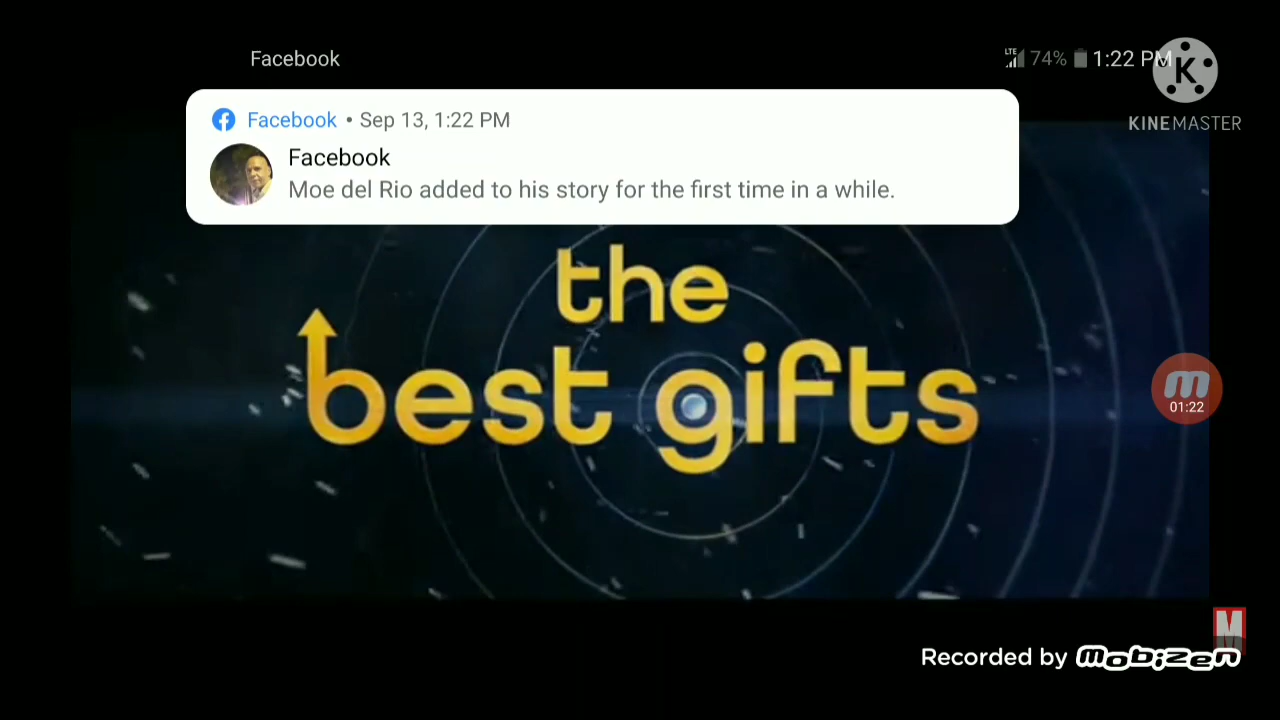 Facebook
LTE 74% 1:22 PM
K
KINEMASTER
Facebook • Sep 13, 1:22 PM
Facebook
Moe del Rio added to his story for the first time in a while.
the
best gifts
m
01:22
M
Recorded by mobizen